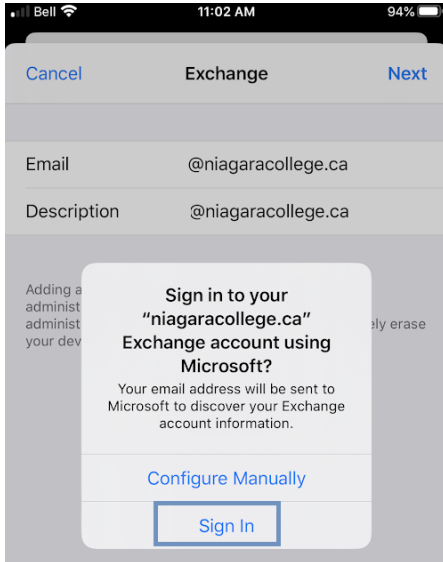 Bell 11:02 AM 94%
Cancel Exchange Next
Email @niagaracollege.ca
Description @niagaracollege.ca
Adding a
administ
administ ely erase
your dev
Sign in to your
“niagaracollege.ca”
Exchange account using
Microsoft?
Your email address will be sent to
Microsoft to discover your Exchange
account information.
Configure Manually
Sign In